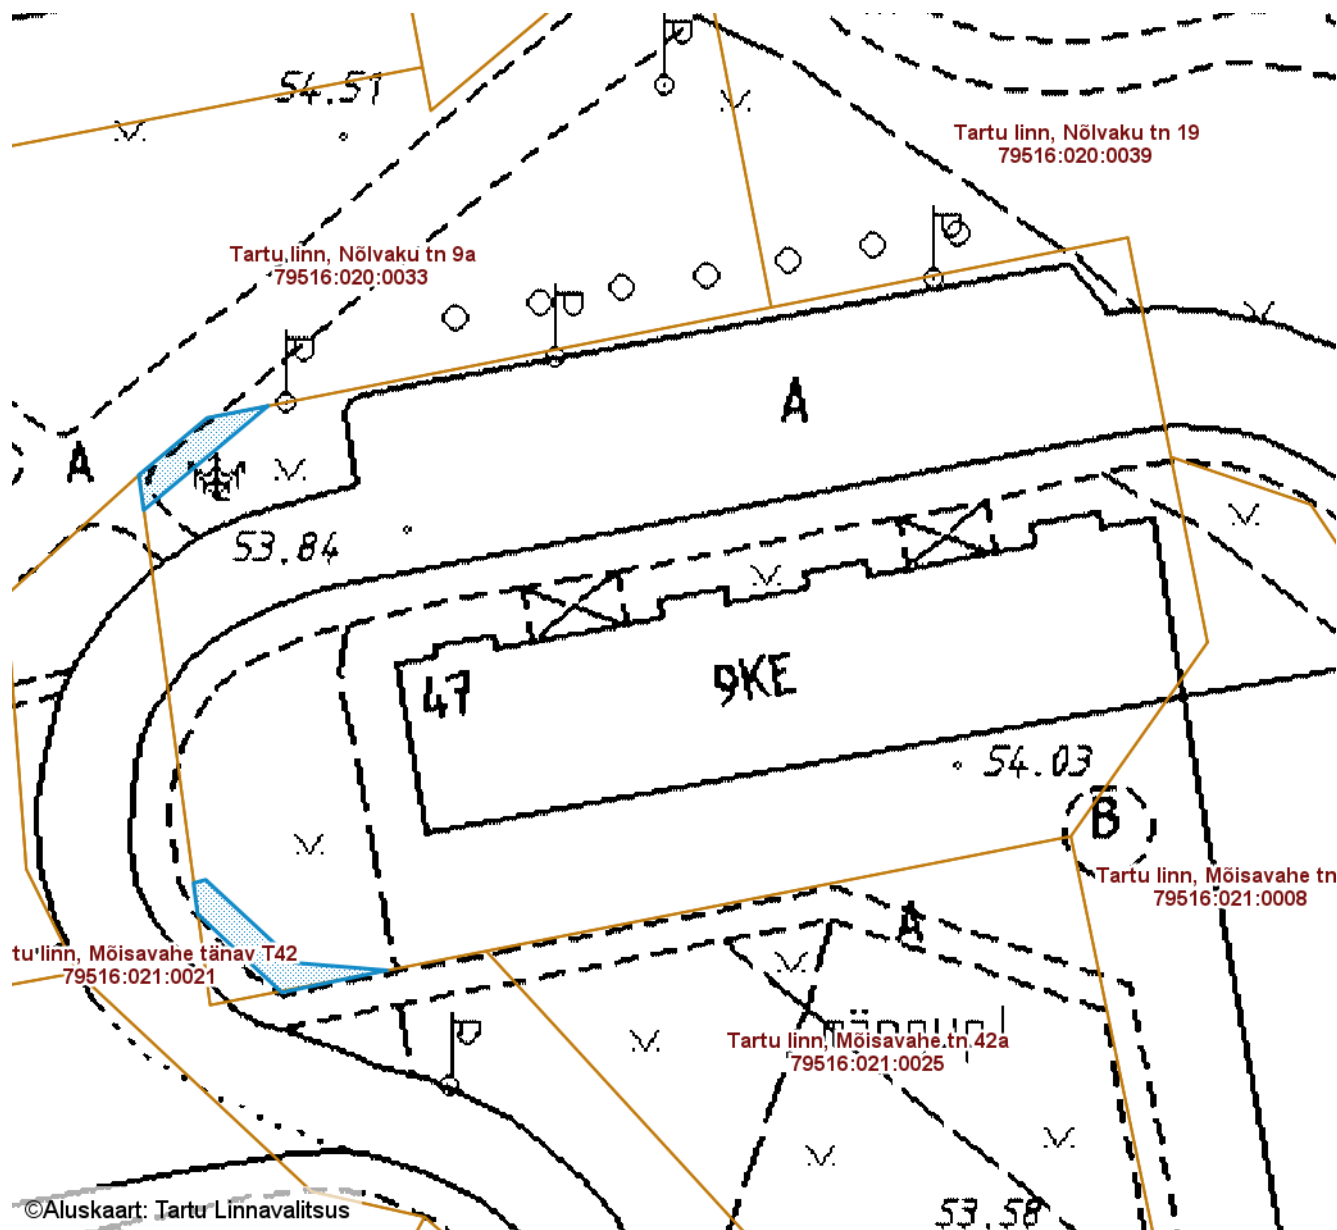 54.51
Tartu linn, Nõlvaku tn 19
79516:020:0039
Tartu linn, Nõlvaku tn 9a
79516:020:0033
A
A
53.84
47
9KE
54.03
B
Tartu linn, Mõisavahe tn
79516:021:0008
A
tu linn, Mõisavahe tänav T42
79516:021:0021
Tartu linn, Mõisavahe tn 42a
79516:021:0025
©Aluskaart: Tartu Linnavalitsus
53.58